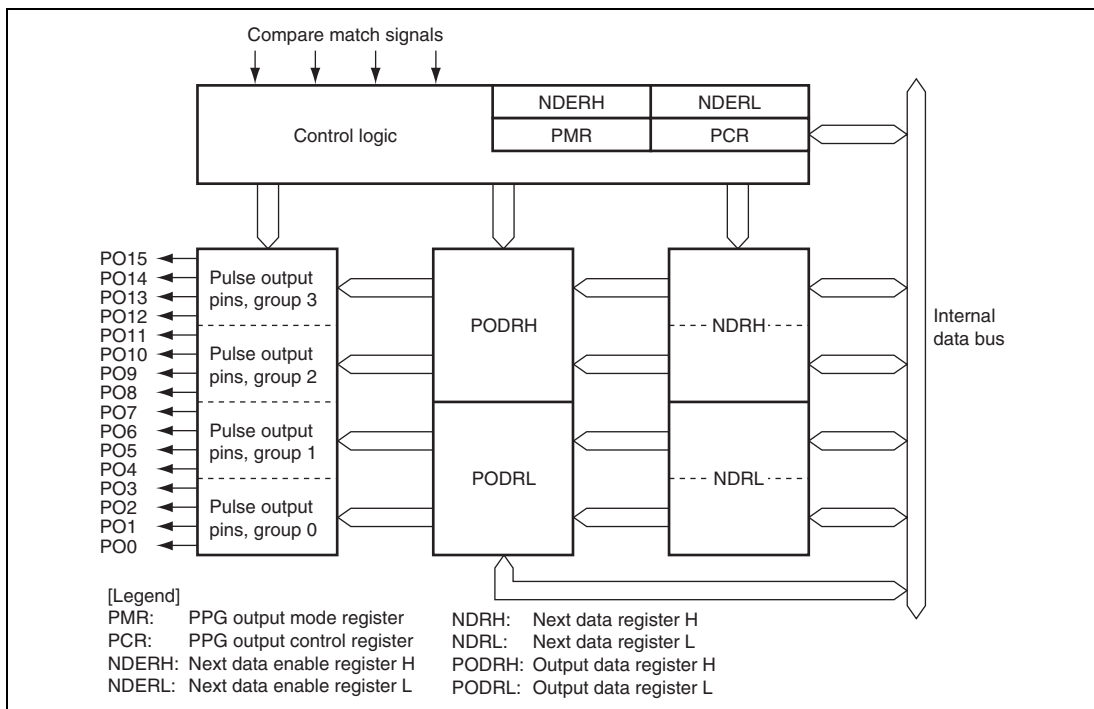 Compare match signals
NDERH NDERL
Control logic PMR PCR
PO15
PO14
PO13
PO12
PO11
PO10
PO9
PO8
PO7
PO6
PO5
PO4
PO3
PO2
PO1
PO0
Pulse output
pins, group 3
Pulse output
pins, group 2
Pulse output
pins, group 1
Pulse output
pins, group 0
PODRH
PODRL
NDRH
NDRL
Internal
data bus
[Legend]
PMR: PPG output mode register
PCR: PPG output control register
NDERH: Next data enable register H
NDERL: Next data enable register L
NDRH: Next data register H
NDRL: Next data register L
PODRH: Output data register H
PODRL: Output data register L